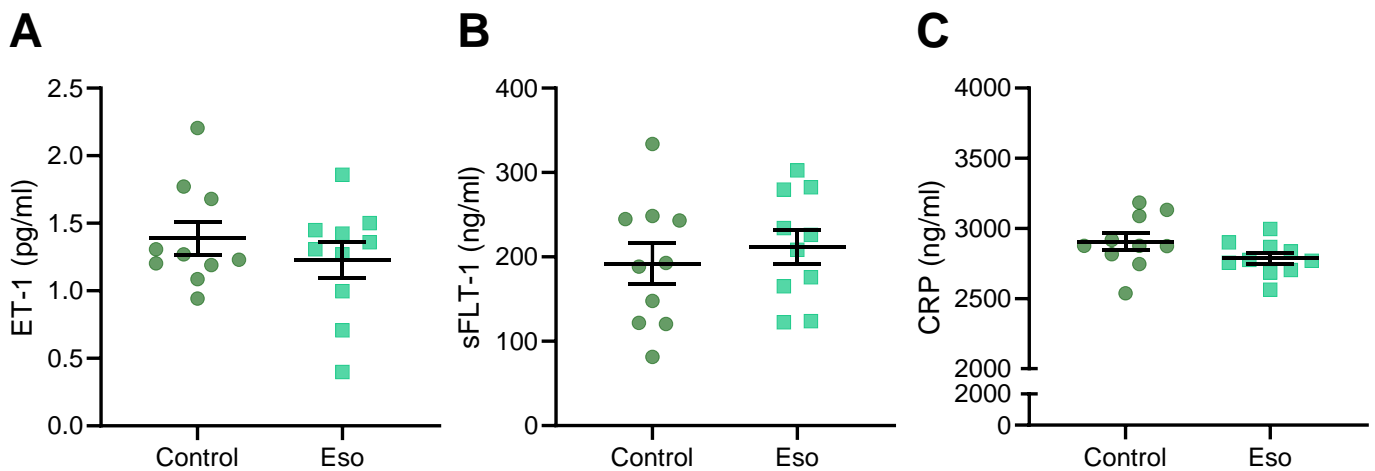 A
ET-1 (pg/ml)
2.5
2.0
1.5
1.0
0.5
0.0
Control Eso
B
sFLT-1 (ng/ml)
400
300
200
100
0
Control Eso
C
CRP (ng/ml)
4000
3500
3000
2500
2000
2000
0
Control Eso